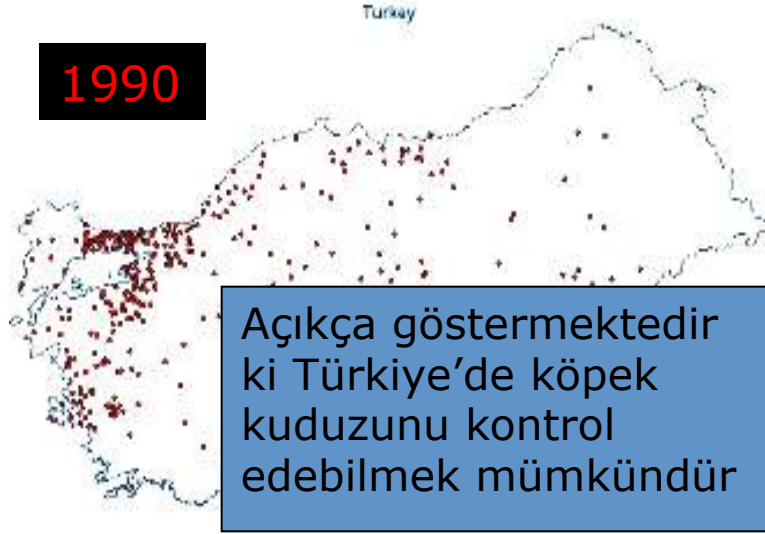 Turkey
1990
Açıkça göstermektedir
ki Türkiye’de köpek
kuduzunu kontrol
edebilmek mümkündür